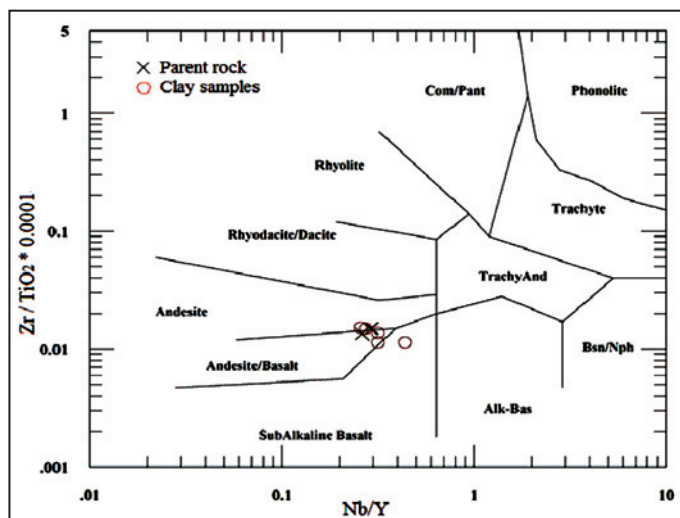 5
Parent rock
Clay samples
Com/Pant
Phonolite
1
Rhyolite
Zr / TiO2 * 0.0001
0.1
Trachyte
Rhyodacite/Dacite
TrachyAnd
Andesite
0.01
Bsn/Nph
Andesite/Basalt
Alk-Bas
SubAlkaline Basalt
.001
.01
0.1
1
10
Nb/Y